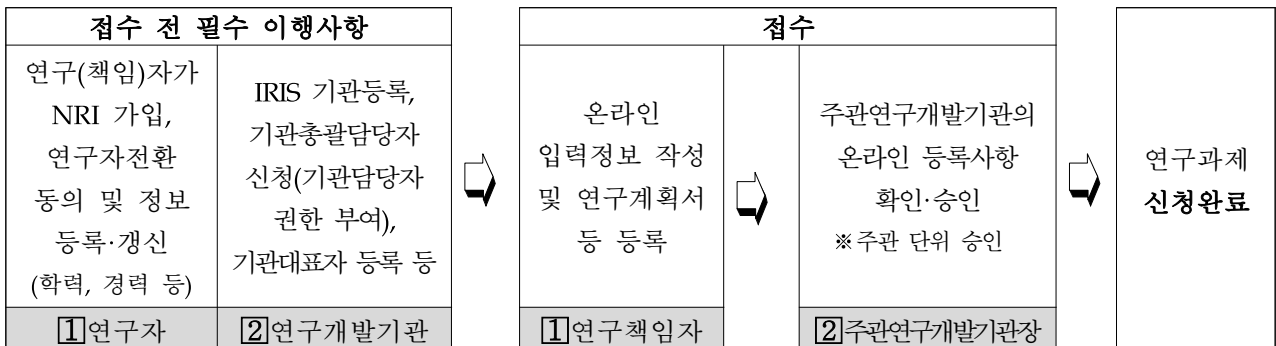 접수 전 필수 이행사항
연구(책임)자가
NRI 가입,
연구자전환
동의 및 정보
등록·갱신
(학력, 경력 등)
1연구자
IRIS 기관등록,
기관총괄담당자
신청(기관담당자
권한 부여),
기관대표자 등록 등
2연구개발기관
접수
온라인
입력정보 작성
및 연구계획서
등 등록
1연구책임자
주관연구개발기관의
온라인 등록사항
확인·승인
※주관 단위 승인
2주관연구개발기관장
연구과제
신청완료